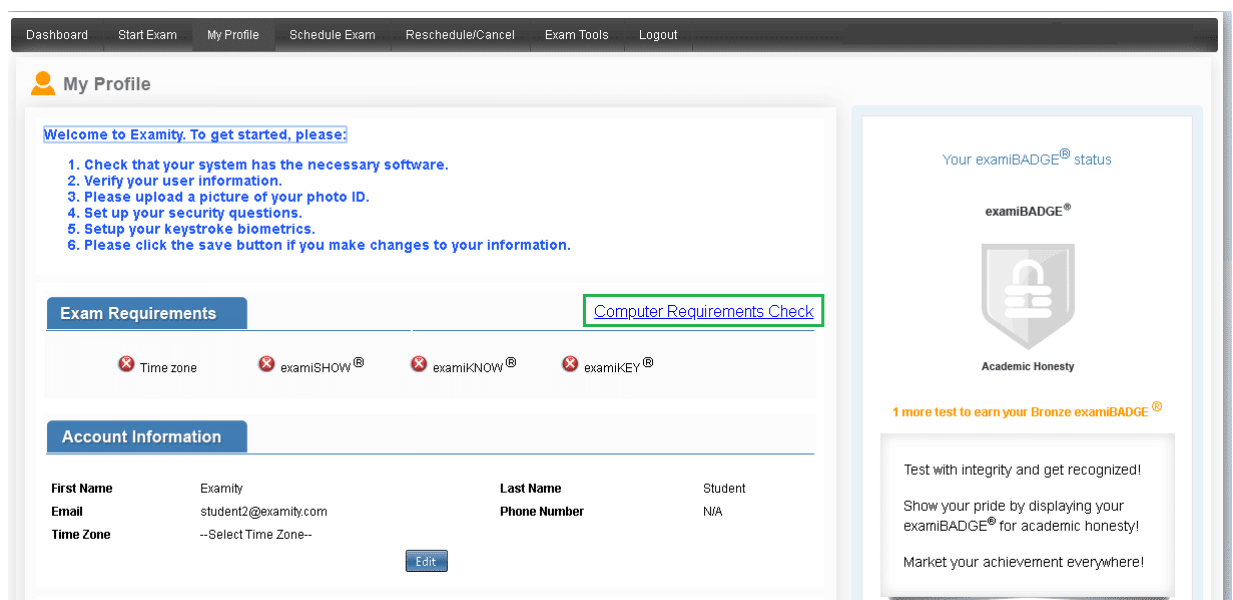 Dashboard Start Exam My Profile Schedule Exam Reschedule/Cancel Exam Tools Logout
My Profile
Welcome to Examity. To get started, please:
1. Check that your system has the necessary software.
2. Verify your user information.
3. Please upload a picture of your photo ID.
4. Set up your security questions.
5. Setup your keystroke biometrics.
6. Please click the save button if you make changes to your information.
Exam Requirements
Computer Requirements Check
Time zone examiSHOW® examiKNOW® examiKEY®
Account Information
First Name Examity Last Name Student
Email student2@examity.com Phone Number N/A
Time Zone --Select Time Zone--
Edit
Your examiBADGE® status
examiBADGE®
Academic Honesty
1 more test to earn your Bronze examiBADGE ®
Test with integrity and get recognized!
Show your pride by displaying your
examiBADGE® for academic honesty!
Market your achievement everywhere!